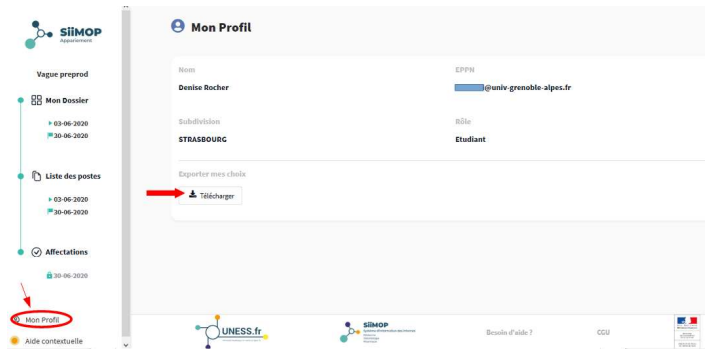 SiiMOP
Appariement
Vague preprod
Mon Dossier
03-06-2020
30-06-2020
Liste des postes
03-06-2020
30-06-2020
Affectations
30-06-2020
Mon Profil
Aide contextuelle
Mon Profil
Nom
EPPN
Denise Rocher
@univ-grenoble-alpes.fr
Subdivision
Rôle
STRASBOURG
Etudiant
Exporter mes choix
Télécharger
UNESS.fr
SiiMOP
Besoin d'aide ?
CGU